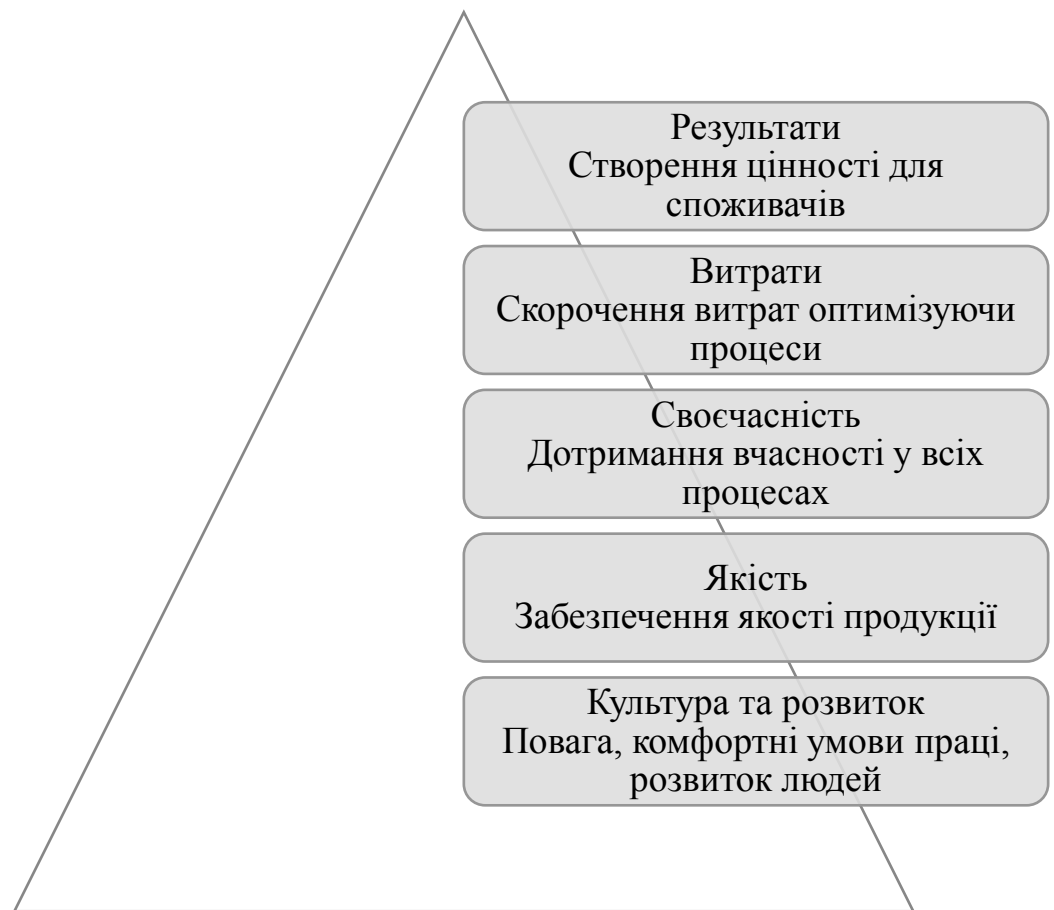 Результати
Створення цінності для
споживачів
Витрати
Скорочення витрат оптимізуючи
процеси
Своєчасність
Дотримання вчасності у всіх
процесах
Якість
Забезпечення якості продукції
Культура та розвиток
Повага, комфортні умови праці,
розвиток людей